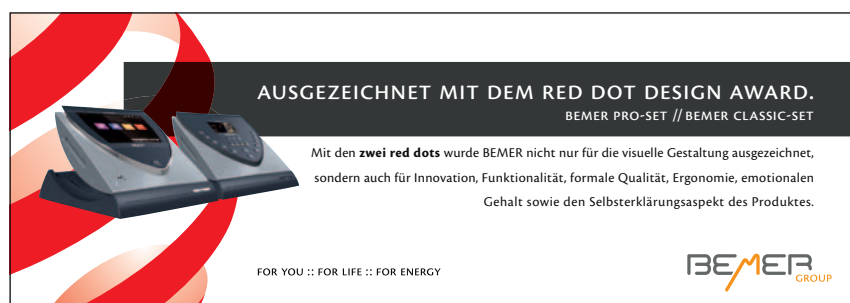 AUSGEZEICHNET MIT DEM RED DOT DESIGN AWARD.
BEMER PRO-SET // BEMER CLASSIC-SET
Mit den zwei red dots wurde BEMER nicht nur für die visuelle Gestaltung ausgezeichnet,
sondern auch für Innovation, Funktionalität, formale Qualität, Ergonomie, emotionalen
Gehalt sowie den Selbsterklärungsaspekt des Produktes.
FOR YOU :: FOR LIFE :: FOR ENERGY
BEMER
GROUP